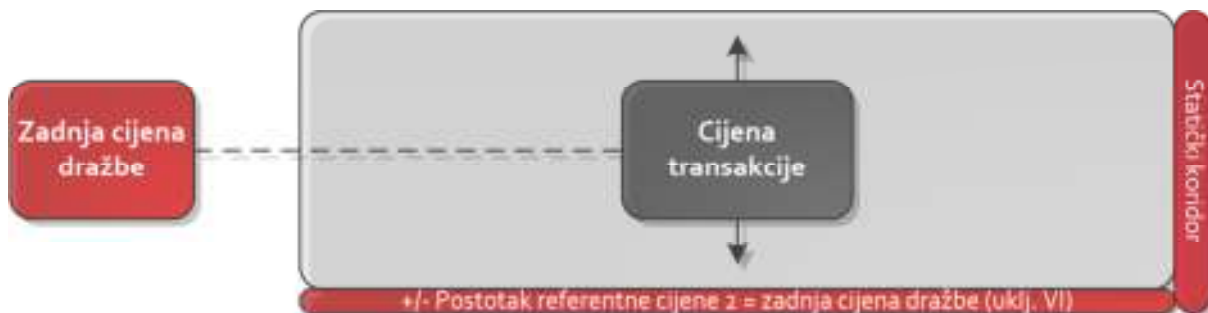 Zadnja cijena
dražbe
Cijena
transakcije
Statički koridor
+/- Postotak referentne cijene 2 = zadnja cijena dražbe (uklj. VI)